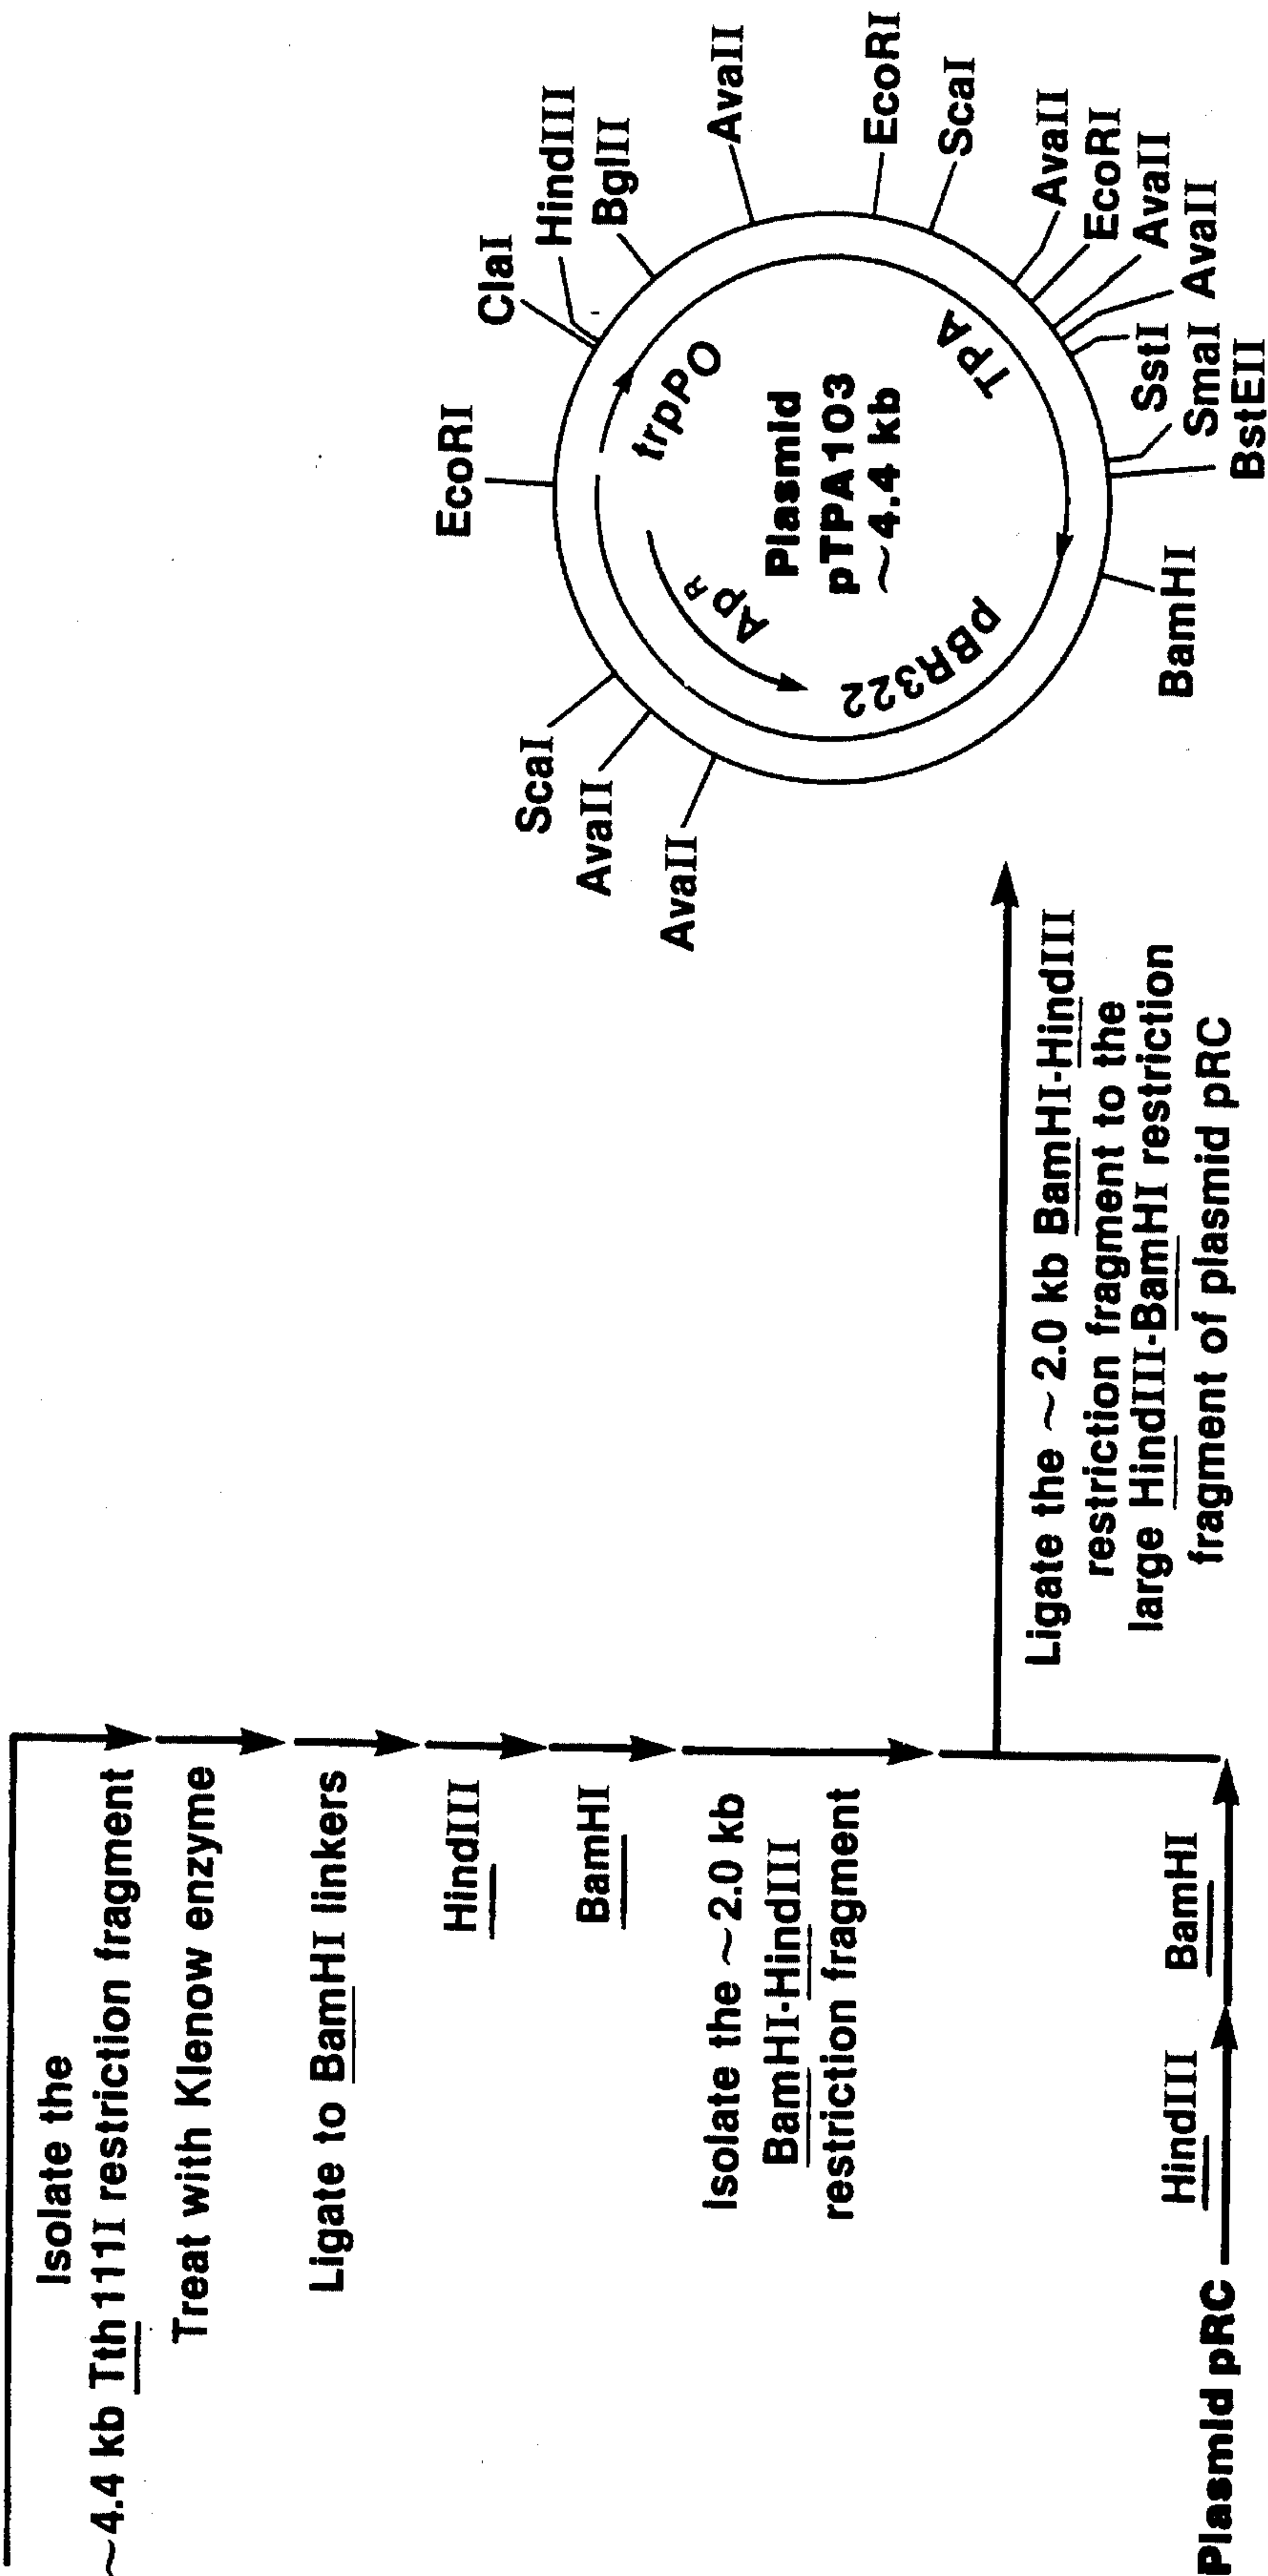 Isolate the
~4.4 kb Tth111I restriction fragment
Treat with Klenow enzyme
Ligate to BamHI linkers
HindIII
BamHI
Isolate the ~2.0 kb
BamHI-HindIII
restriction fragment
Plasmid pRC
HindIII
BamHI
Ligate the ~2.0 kb BamHI-HindIII
restriction fragment to the
large HindIII-BamHI restriction
fragment of plasmid pRC
EcoRI
ClaI
HindIII
BglII
AvaII
EcoRI
ScaI
AvaII
EcoRI
AvaII
AvaII
SstI
SmaI
BstEII
BamHI
AvaII
AvaII
ScaI
trpPO
TPA
pBR322
ApR
Plasmid
pTPA103
~4.4 kb